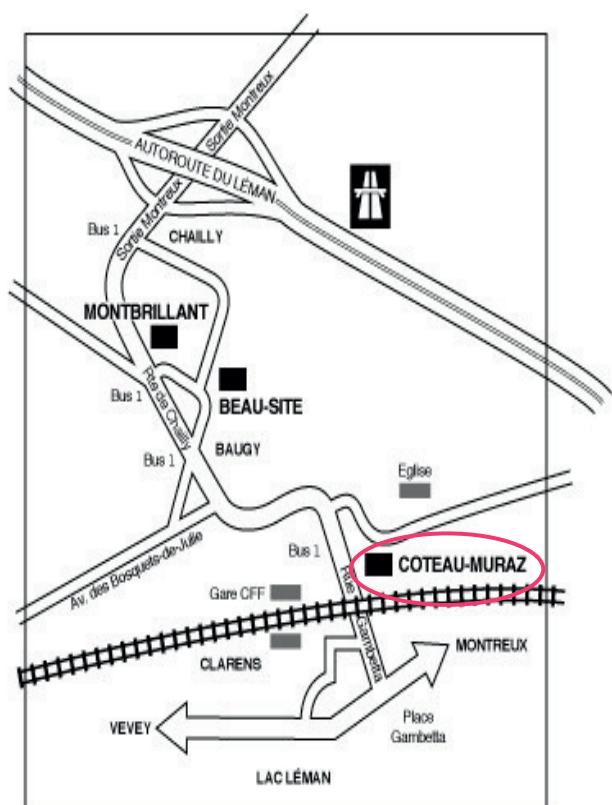 Sortie Montreux
AUTOROUTE DU LÉMAN
Sortie Montreux
Bus 1
CHAILLY
MONTBRILLANT
Bus 1
Rte de Chailly
BEAU-SITE
BAUGY
Bus 1
Eglise
Bus 1
COTEAU-MURAZ
Av. des Bosquets-de-Julie
Gare CFF
Rue Gambetta
CLARENS
MONTREUX
VEVEY
Place
Gambetta
LAC LÉMAN